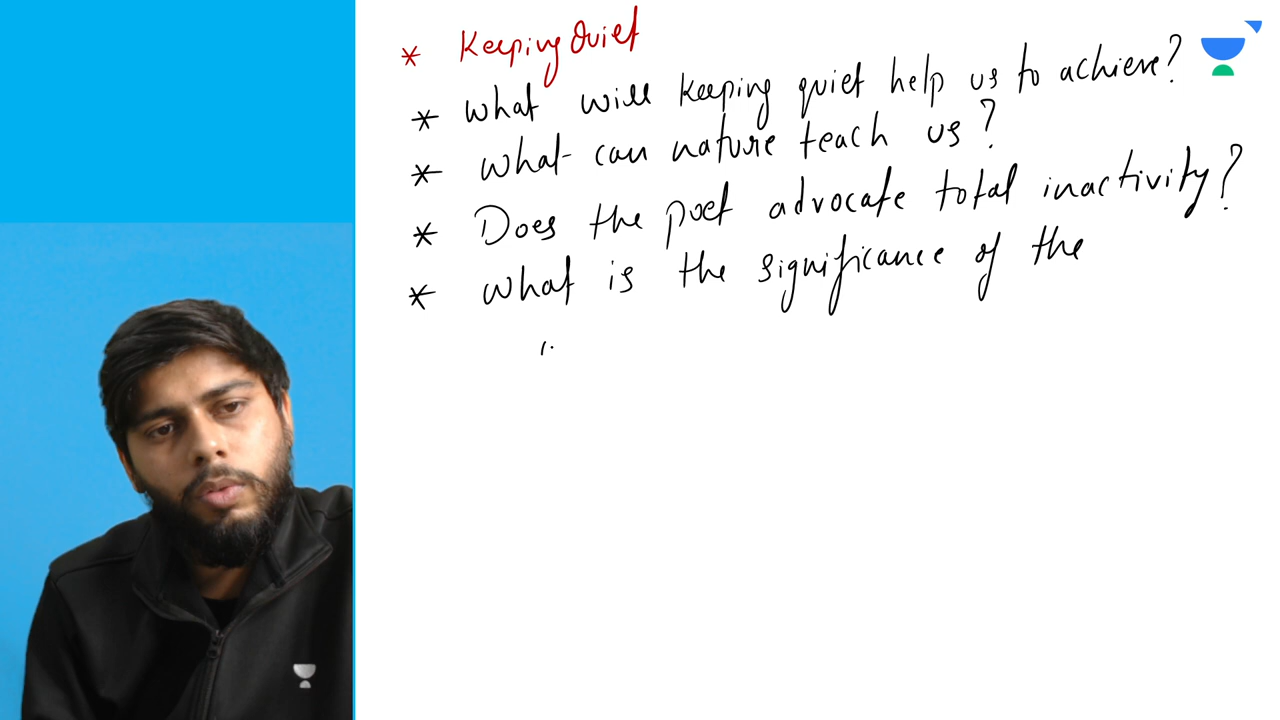 * Keeping Quiet
* What will keeping quiet help us to achieve?
* What can nature teach us?
* Does the poet advocate total inactivity?
* What is the significance of the